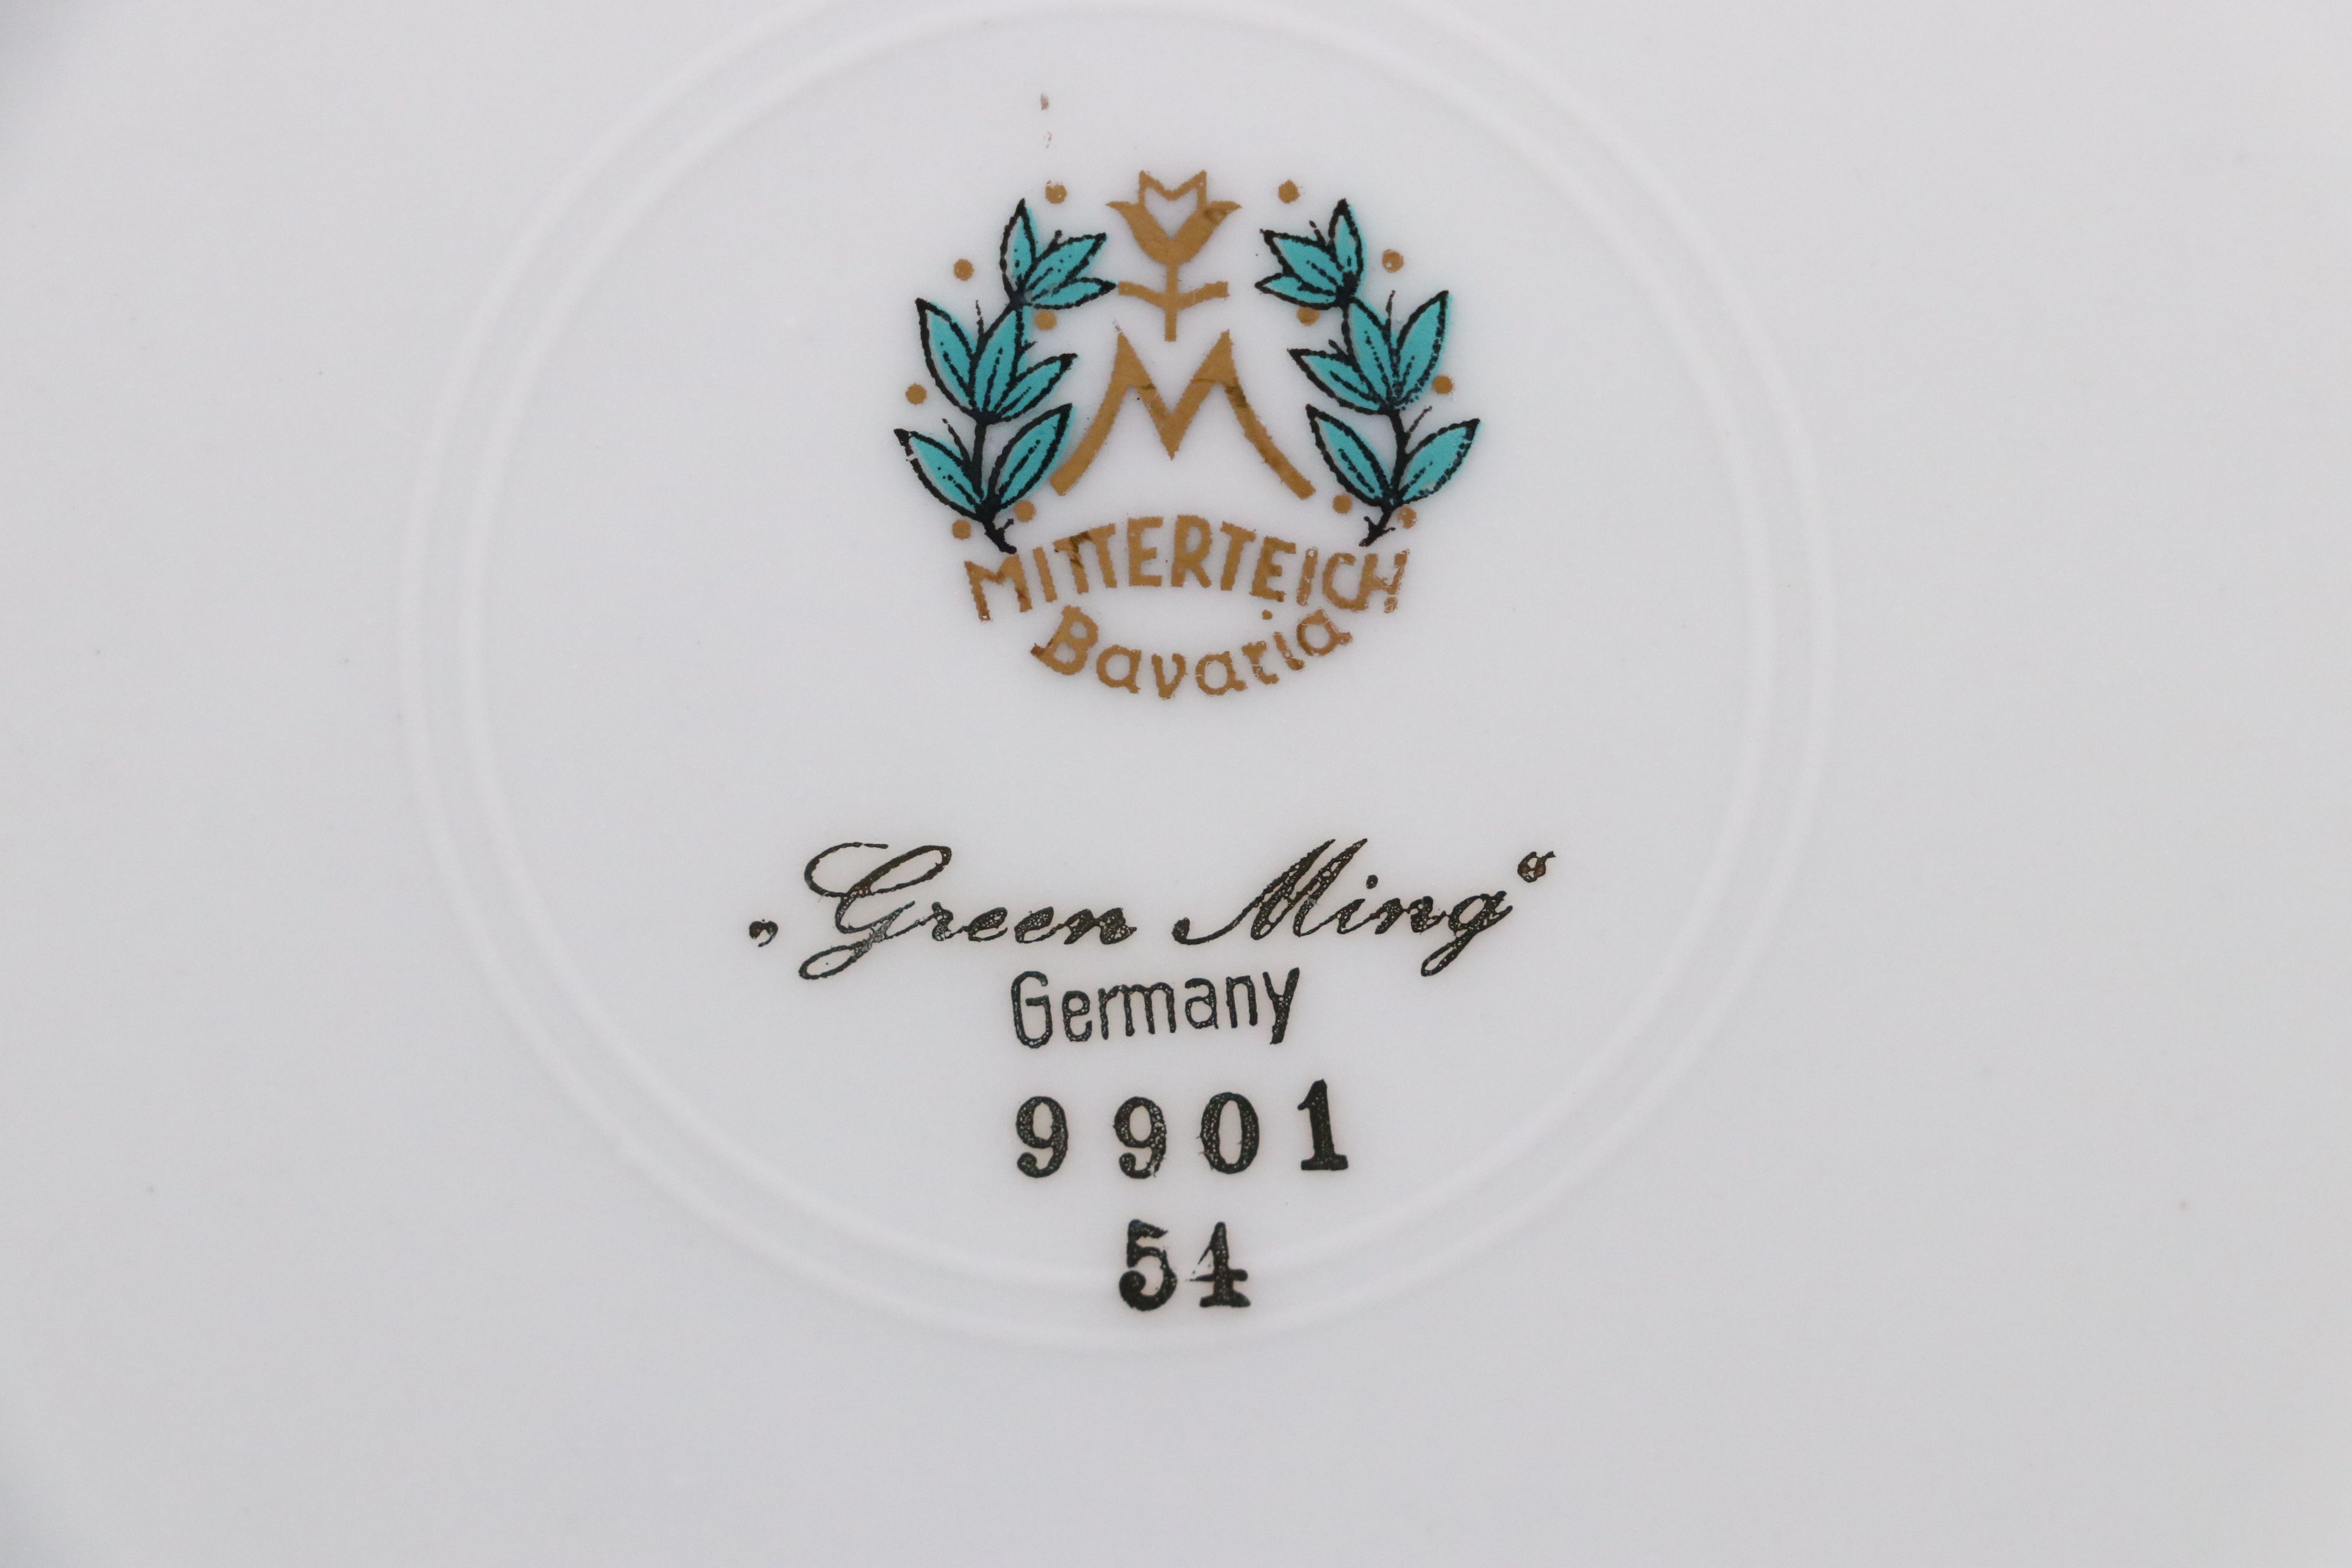 M
MITTERTEICH
Bavaria
„Green Ming“
Germany
9901
54